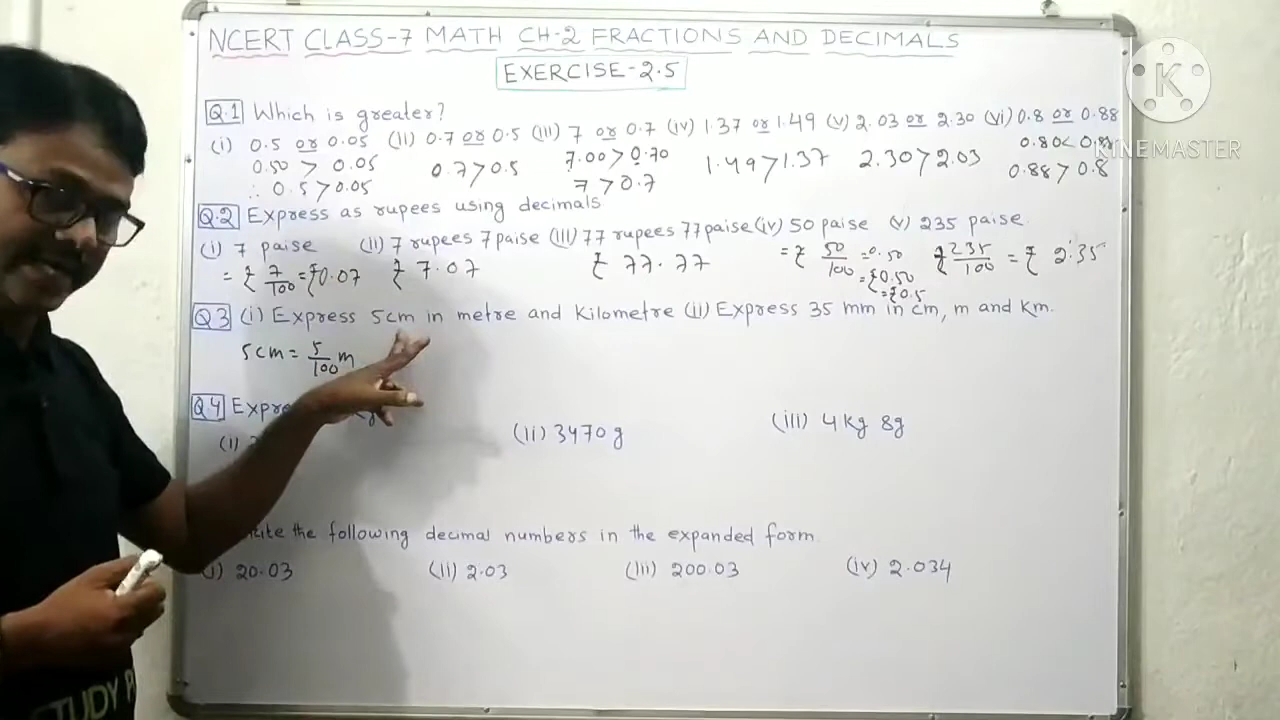 NCERT CLASS-7 MATH CH-2 FRACTIONS AND DECIMALS
EXERCISE-2.5
K
KINEMASTER
Q.1 Which is greater?
(i) 0.5 or 0.05 (ii) 0.7 or 0.5 (iii) 7 or 0.7 (iv) 1.37 or 1.49 (v) 2.03 or 2.30 (vi) 0.8 or 0.88
0.50 > 0.05 0.7>0.5 7.00>0.70 1.49>1.37 2.30>2.03 0.80<
∴ 0.5>0.05 7>0.7 0.88>0.8
Q.2 Express as rupees using decimals
(i) 7 paise (ii) 7 rupees 7 paise (iii) 77 rupees 77 paise (iv) 50 paise (v) 235 paise.
= ₹ 7/100 = ₹0.07 ₹ 7.07 ₹ 77.77 = ₹ 50/100 = 0.50 ₹ 235/100 = ₹ 2.35
= ₹0.50
= ₹0.5
Q.3 (i) Express 5cm in metre and Kilometre (ii) Express 35 mm in cm, m and Km.
5cm = 5/100 m
Q.4
(i) (ii) 3470 g (iii) 4Kg 8g
the following decimal numbers in the expanded form
(i) 20.03 (ii) 2.03 (iii) 200.03 (iv) 2.034
STUDY